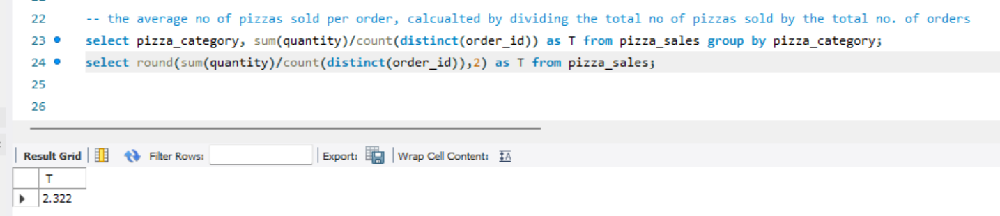 22 -- the average no of pizzas sold per order, calcualted by dividing the total no of pizzas sold by the total no. of orders
23 select pizza_category, sum(quantity)/count(distinct(order_id)) as T from pizza_sales group by pizza_category;
24 select round(sum(quantity)/count(distinct(order_id)),2) as T from pizza_sales;
25
26
Result Grid Filter Rows: Export: Wrap Cell Content: IA
T
2.322